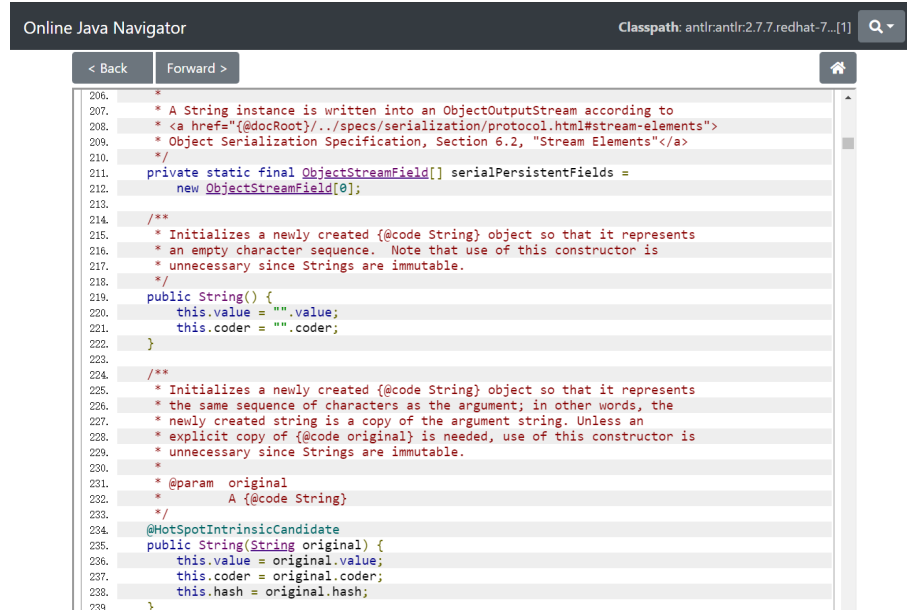 Online Java Navigator
Classpath: antlr:antlr:2.7.7.redhat-7...[1]
< Back
Forward >
206.     *
207.     * A String instance is written into an ObjectOutputStream according to
208.     * <a href="{@docRoot}/../specs/serialization/protocol.html#stream-elements">
209.     * Object Serialization Specification, Section 6.2, "Stream Elements"</a>
210.     */
211.    private static final ObjectStreamField[] serialPersistentFields =
212.        new ObjectStreamField[0];
213.
214.    /**
215.     * Initializes a newly created {@code String} object so that it represents
216.     * an empty character sequence.  Note that use of this constructor is
217.     * unnecessary since Strings are immutable.
218.     */
219.    public String() {
220.        this.value = "".value;
221.        this.coder = "".coder;
222.    }
223.
224.    /**
225.     * Initializes a newly created {@code String} object so that it represents
226.     * the same sequence of characters as the argument; in other words, the
227.     * newly created string is a copy of the argument string. Unless an
228.     * explicit copy of {@code original} is needed, use of this constructor is
229.     * unnecessary since Strings are immutable.
230.     *
231.     * @param  original
232.     *         A {@code String}
233.     */
234.    @HotSpotIntrinsicCandidate
235.    public String(String original) {
236.        this.value = original.value;
237.        this.coder = original.coder;
238.        this.hash = original.hash;
239.    }